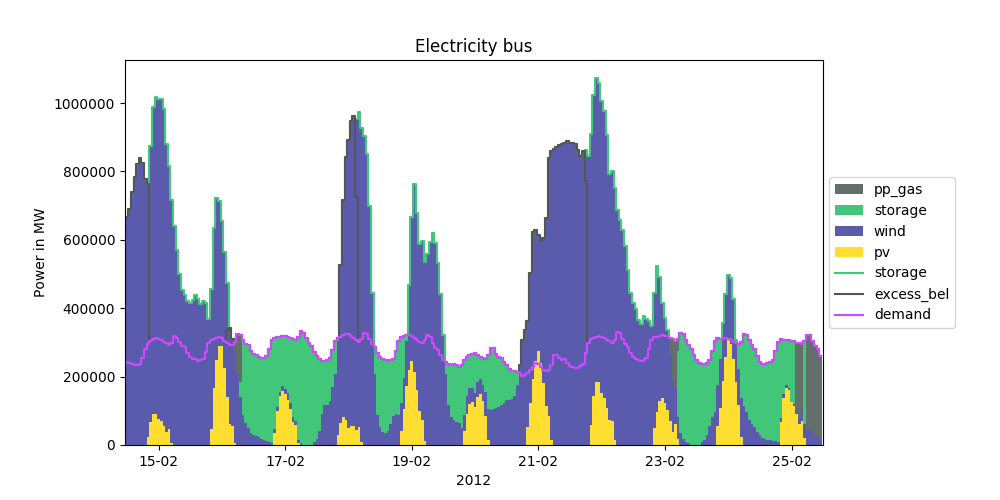 Electricity bus
Power in MW
1000000
800000
600000
400000
200000
0
15-02
17-02
19-02
21-02
23-02
25-02
2012
pp_gas
storage
wind
pv
storage
excess_bel
demand